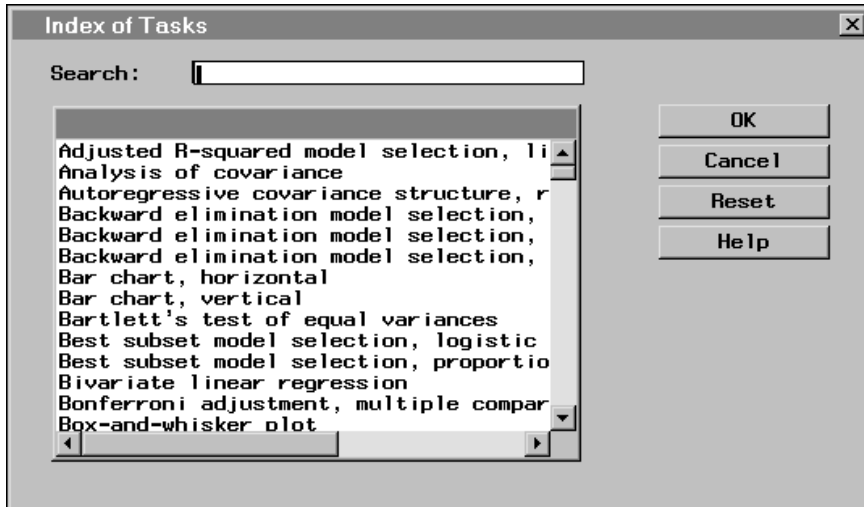 Index of Tasks
Search:
OK
Cancel
Reset
Help
Adjusted R-squared model selection, li
Analysis of covariance
Autoregressive covariance structure, r
Backward elimination model selection,
Backward elimination model selection,
Backward elimination model selection,
Bar chart, horizontal
Bar chart, vertical
Bartlett's test of equal variances
Best subset model selection, logistic
Best subset model selection, proportio
Bivariate linear regression
Bonferroni adjustment, multiple compar
Box-and-whisker plot